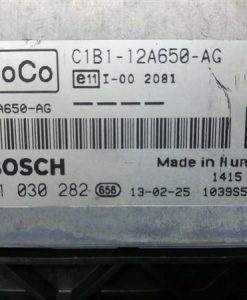 oCo C1B1-12A650-AG
e11 I-00 2081
A650-AG
BOSCH Made in Hun
1415
1 030 282 658 13-02-25 1039S5